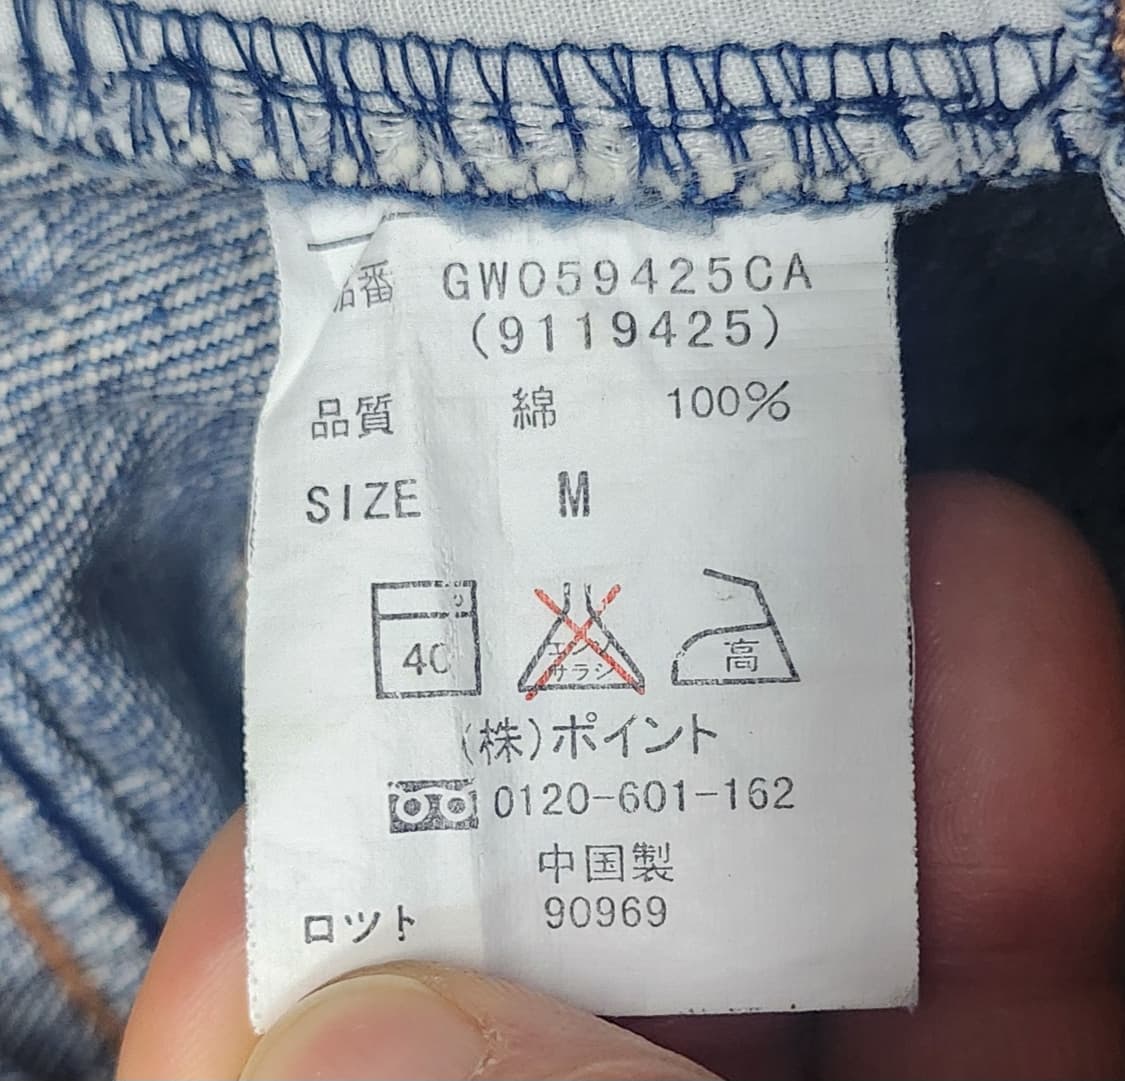 品番 GW059425CA
(9119425)
品質 綿 100%
SIZE M
40 エンソ サラシ 高
(株)ポイント
0120-601-162
中国製
ロット 90969